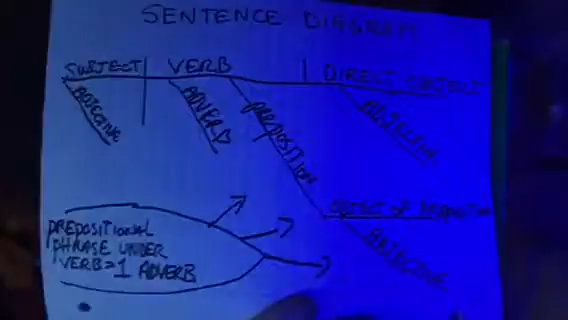 SENTENCE DIAGRAM
SUBJECT VERB DIRECT OBJECT
ADJECTIVE ADVERB PREPOSITION ADJECTIVE
OBJECT OF PREPOSITION
ADJECTIVE
PREPOSITIONAL
PHRASE UNDER
VERB=1 ADVERB